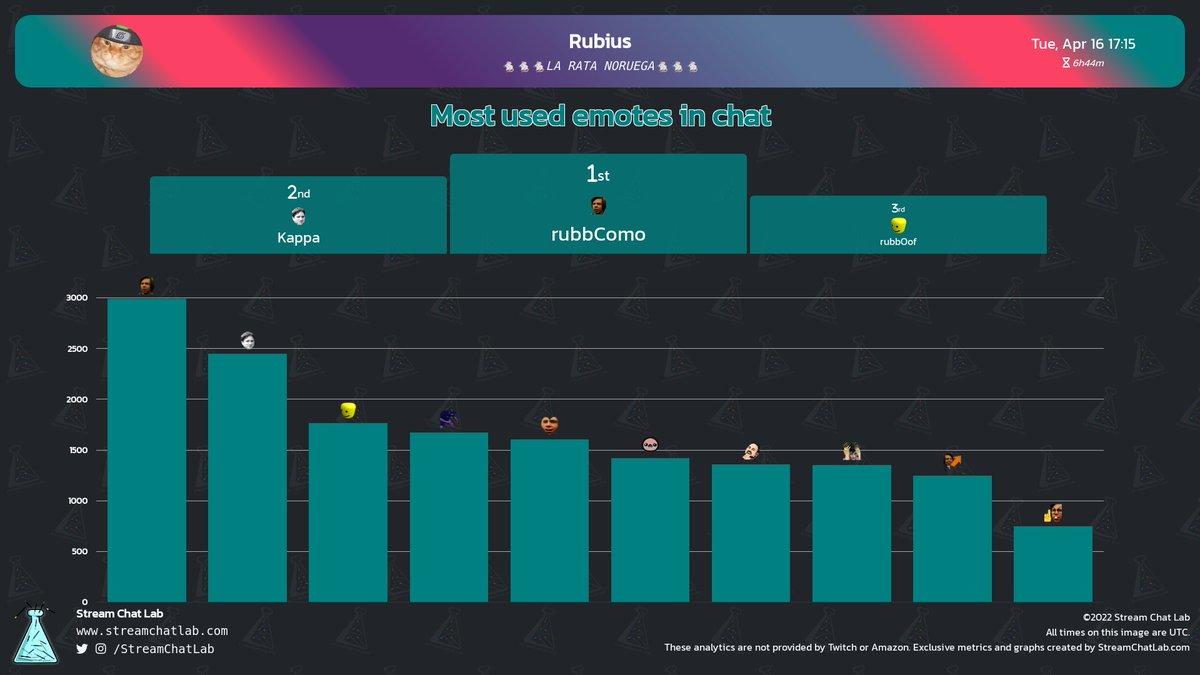 Rubius
LA RATA NORUEGA
Tue, Apr 16 17:15
6h44m
Most used emotes in chat
1st
rubbComo
2nd
Kappa
3rd
rubbOof
3000
2500
2000
1500
1000
500
0
Stream Chat Lab
www.streamchatlab.com
/StreamChatLab
©2022 Stream Chat Lab
All times on this image are UTC.
These analytics are not provided by Twitch or Amazon. Exclusive metrics and graphs created by StreamChatLab.com